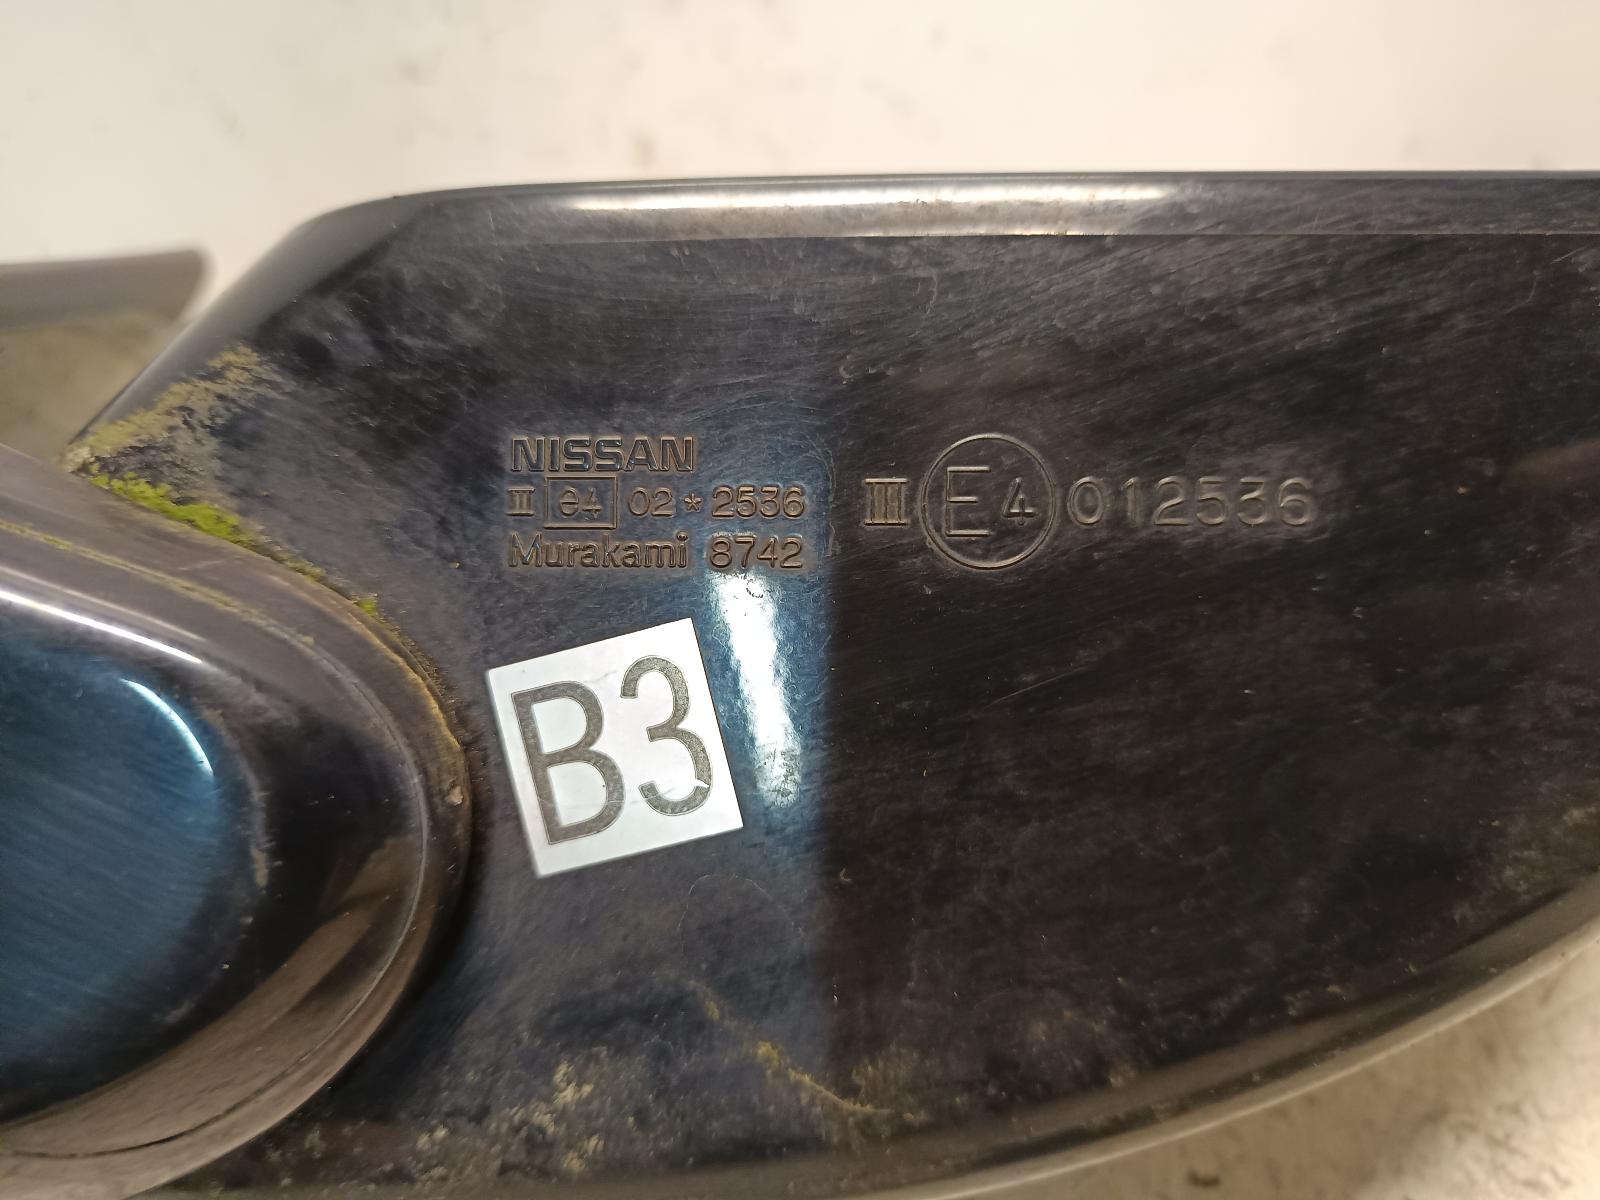 NISSAN
II e4 02*2536
Murakami 8742
III E4 012536
B3